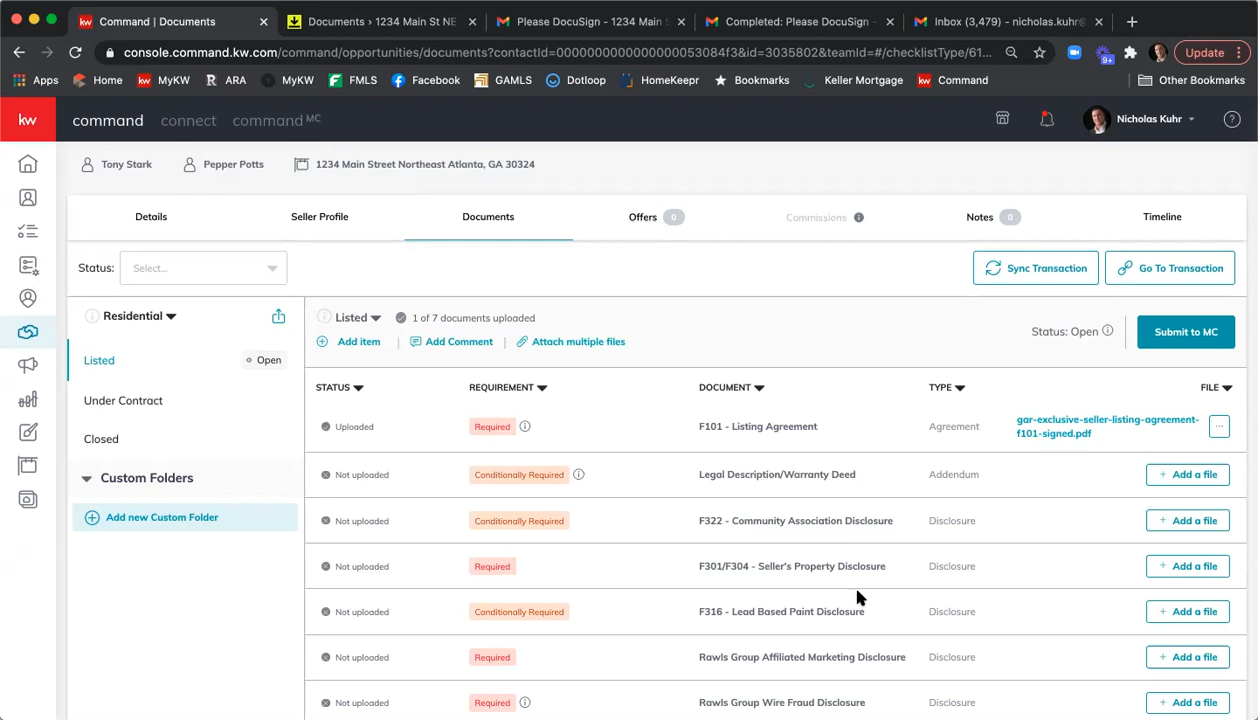 Command | Documents
Documents › 1234 Main St NE
Please DocuSign - 1234 Main
Completed: Please DocuSign -
Inbox (3,479) - nicholas.kuhr@
console.command.kw.com/command/opportunities/documents?contactId=0000000000000000053084f3&id=3035802&teamId=#/checklistType/61...
9+
Update
Apps
kw Home
kw MyKW
R ARA
MyKW
FMLS
Facebook
GAMLS
Dotloop
HomeKeepr
Bookmarks
Keller Mortgage
kw Command
Other Bookmarks
kw
command
connect
command MC
Nicholas Kuhr
Tony Stark
Pepper Potts
1234 Main Street Northeast Atlanta, GA 30324
Details
Seller Profile
Documents
Offers 0
Commissions
Notes 0
Timeline
Status: Select...
Sync Transaction
Go To Transaction
Residential
Listed
Open
Under Contract
Closed
Custom Folders
Add new Custom Folder
Listed
1 of 7 documents uploaded
Add item | Add Comment | Attach multiple files
Status: Open
Submit to MC
STATUS REQUIREMENT DOCUMENT TYPE FILE
Uploaded Required F101 - Listing Agreement Agreement gar-exclusive-seller-listing-agreement-
f101-signed.pdf ...
Not uploaded Conditionally Required Legal Description/Warranty Deed Addendum + Add a file
Not uploaded Conditionally Required F322 - Community Association Disclosure Disclosure + Add a file
Not uploaded Required F301/F304 - Seller's Property Disclosure Disclosure + Add a file
Not uploaded Conditionally Required F316 - Lead Based Paint Disclosure Disclosure + Add a file
Not uploaded Required Rawls Group Affiliated Marketing Disclosure Disclosure + Add a file
Not uploaded Required Rawls Group Wire Fraud Disclosure Disclosure + Add a file